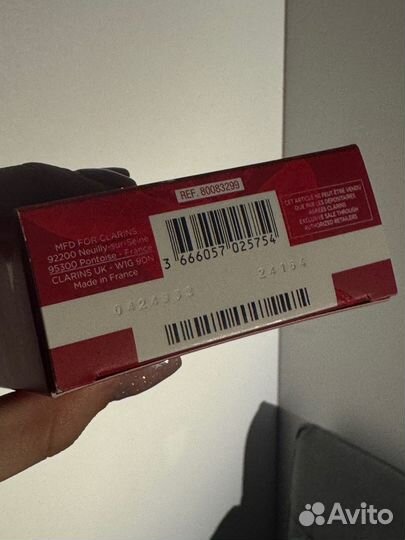 REF. 80083299
MFD FOR CLARINS
92200 Neuilly-sur-Seine
95300 Pontoise - France
CLARINS UK - W1G 9DN
Made in France
3 666057 025754
CET ARTICLE NE PEUT ÊTRE VENDU
QUE PAR LES DÉPOSITAIRES
AGRÉÉS CLARINS
EXCLUSIVE SALE THROUGH
AUTHORIZED RETAILERS
24164
Avito